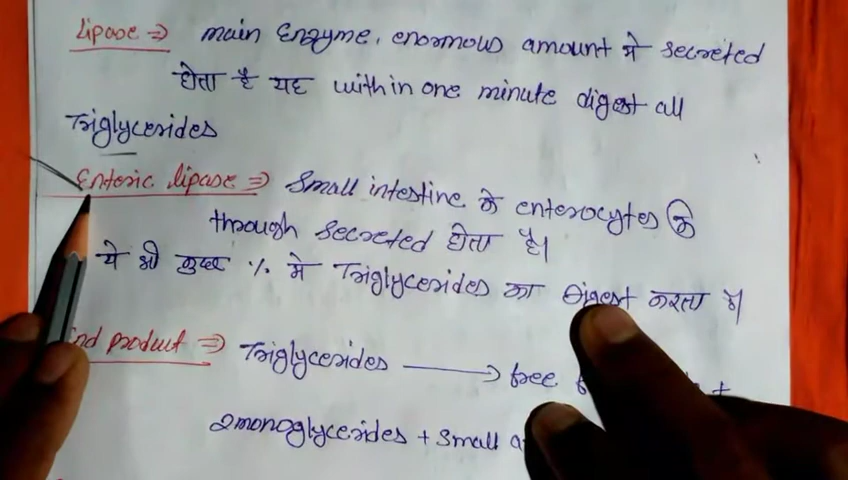 Lipase ⇒ main Enzyme, enormous amount मे secreted
होता है यह within one minute digest all
Triglycerides
Enteric lipase ⇒ Small intestine के enterocytes के
through secreted होता है।
ये भी कुछ % मे Triglycerides का Digest करता है।
End product ⇒ Triglycerides ⟶ free +
2monoglycerides + Small